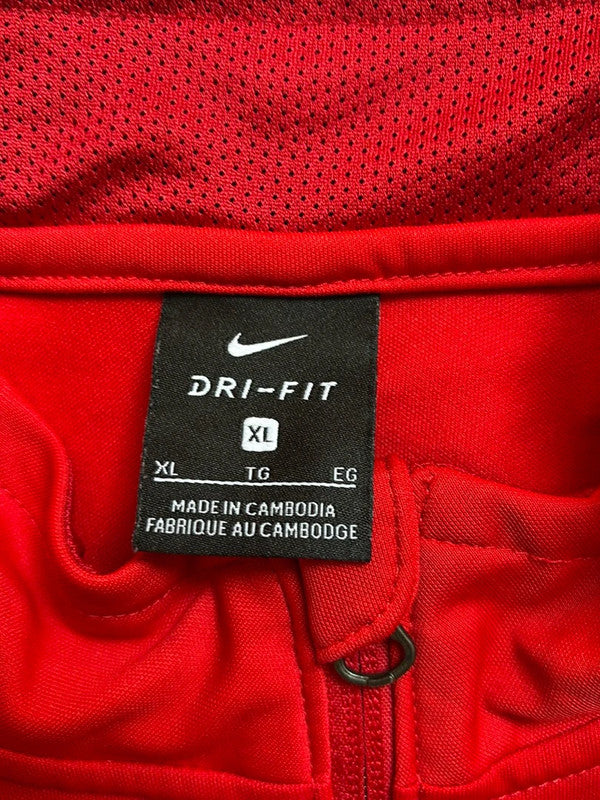 DRI-FIT
XL
XL TG EG
MADE IN CAMBODIA
FABRIQUE AU CAMBODGE